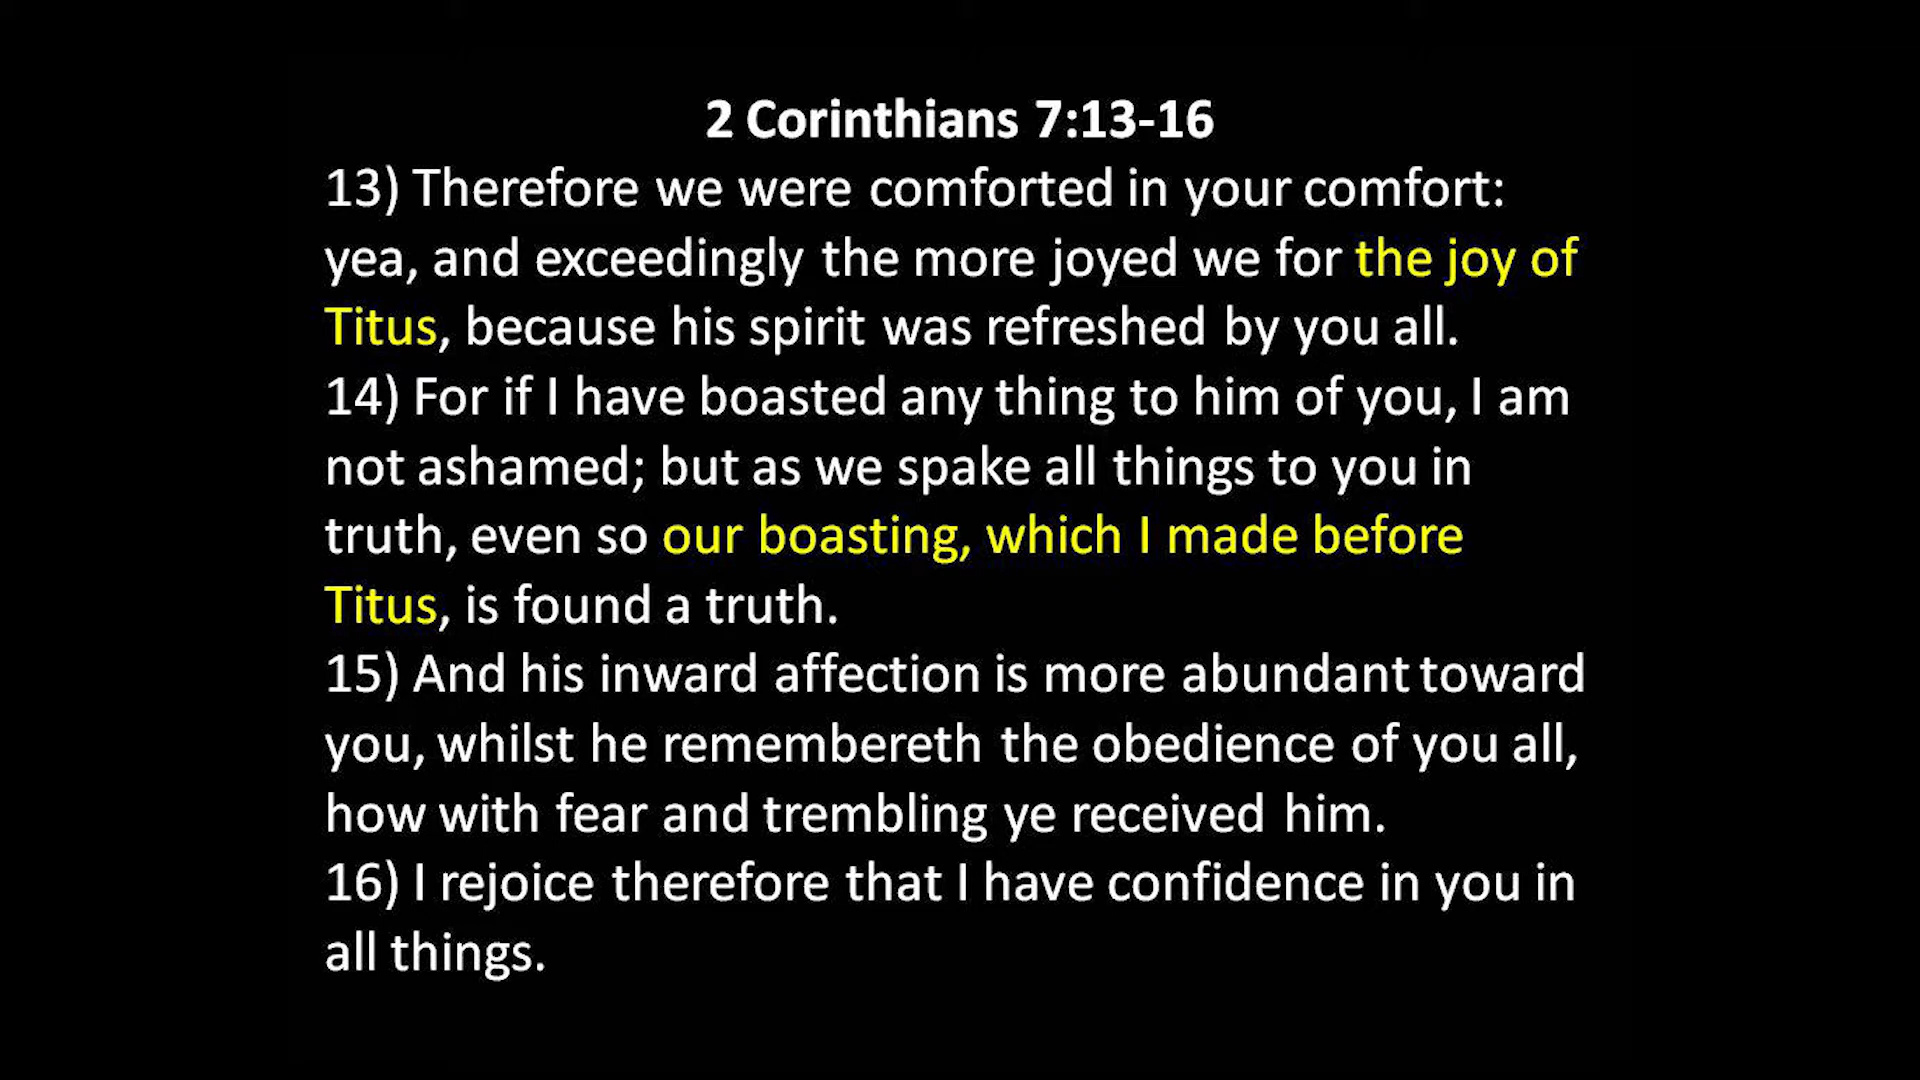 2 Corinthians 7:13-16
13) Therefore we were comforted in your comfort:
yea, and exceedingly the more joyed we for the joy of
Titus, because his spirit was refreshed by you all.
14) For if I have boasted any thing to him of you, I am
not ashamed; but as we spake all things to you in
truth, even so our boasting, which I made before
Titus, is found a truth.
15) And his inward affection is more abundant toward
you, whilst he remembereth the obedience of you all,
how with fear and trembling ye received him.
16) I rejoice therefore that I have confidence in you in
all things.